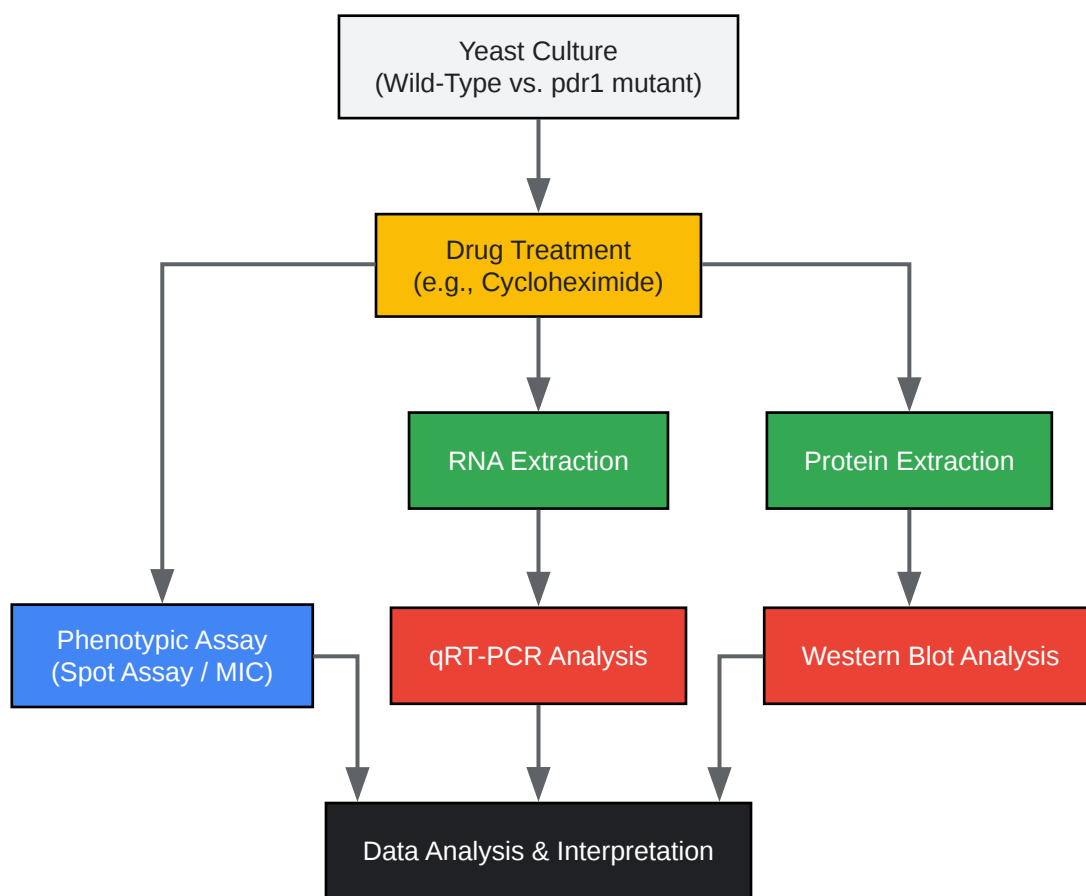 Yeast Culture
(Wild-Type vs. pdr1 mutant)
Drug Treatment
(e.g., Cycloheximide)
RNA Extraction
Protein Extraction
Phenotypic Assay
(Spot Assay / MIC)
qRT-PCR Analysis
Western Blot Analysis
Data Analysis & Interpretation